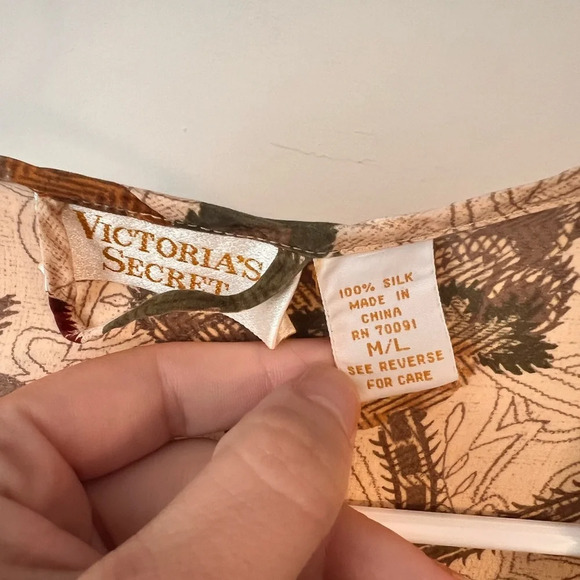 VICTORIA'S
SECRET
100% SILK
MADE IN
CHINA
RN 70091
M/L
SEE REVERSE
FOR CARE